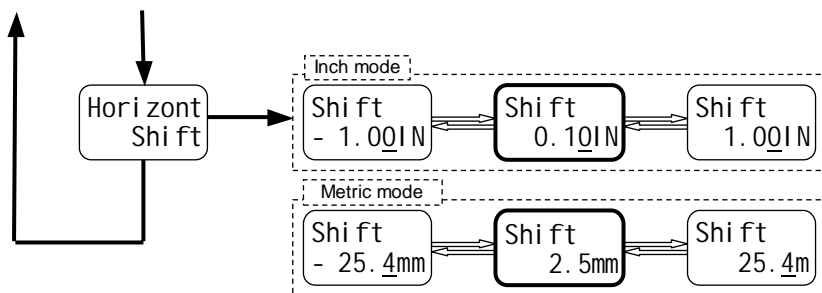 Inch mode
Horizont
Shift
Shift
- 1.00IN
Shift
0.10IN
Shift
1.00IN
Metric mode
Shift
- 25.4mm
Shift
2.5mm
Shift
25.4m